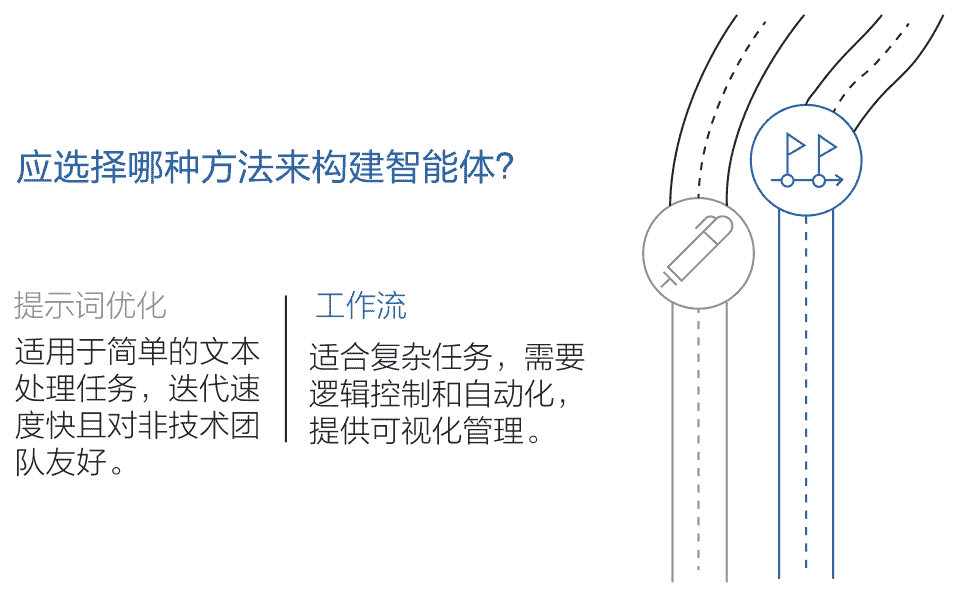 应选择哪种方法来构建智能体?
提示词优化
适用于简单的文本
处理任务，迭代速
度快且对非技术团
队友好。
工作流
适合复杂任务，需要
逻辑控制和自动化，
提供可视化管理。